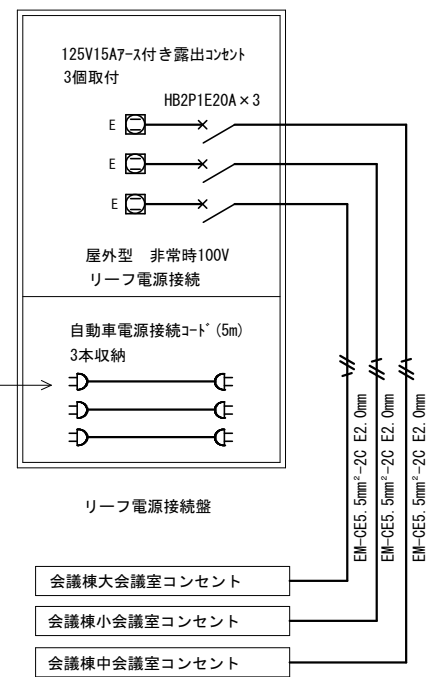 125V15Aｱｰｽ付き露出ｺﾝｾﾝﾄ
3個取付
HB2P1E20A×3
E
E
E
屋外型 非常時100V
リーフ電源接続
自動車電源接続ｺｰﾄﾞ(5m)
3本収納
リーフ電源接続盤
EM-CE5.5mm²-2C E2.0mm
EM-CE5.5mm²-2C E2.0mm
EM-CE5.5mm²-2C E2.0mm
会議棟大会議室コンセント
会議棟小会議室コンセント
会議棟中会議室コンセント